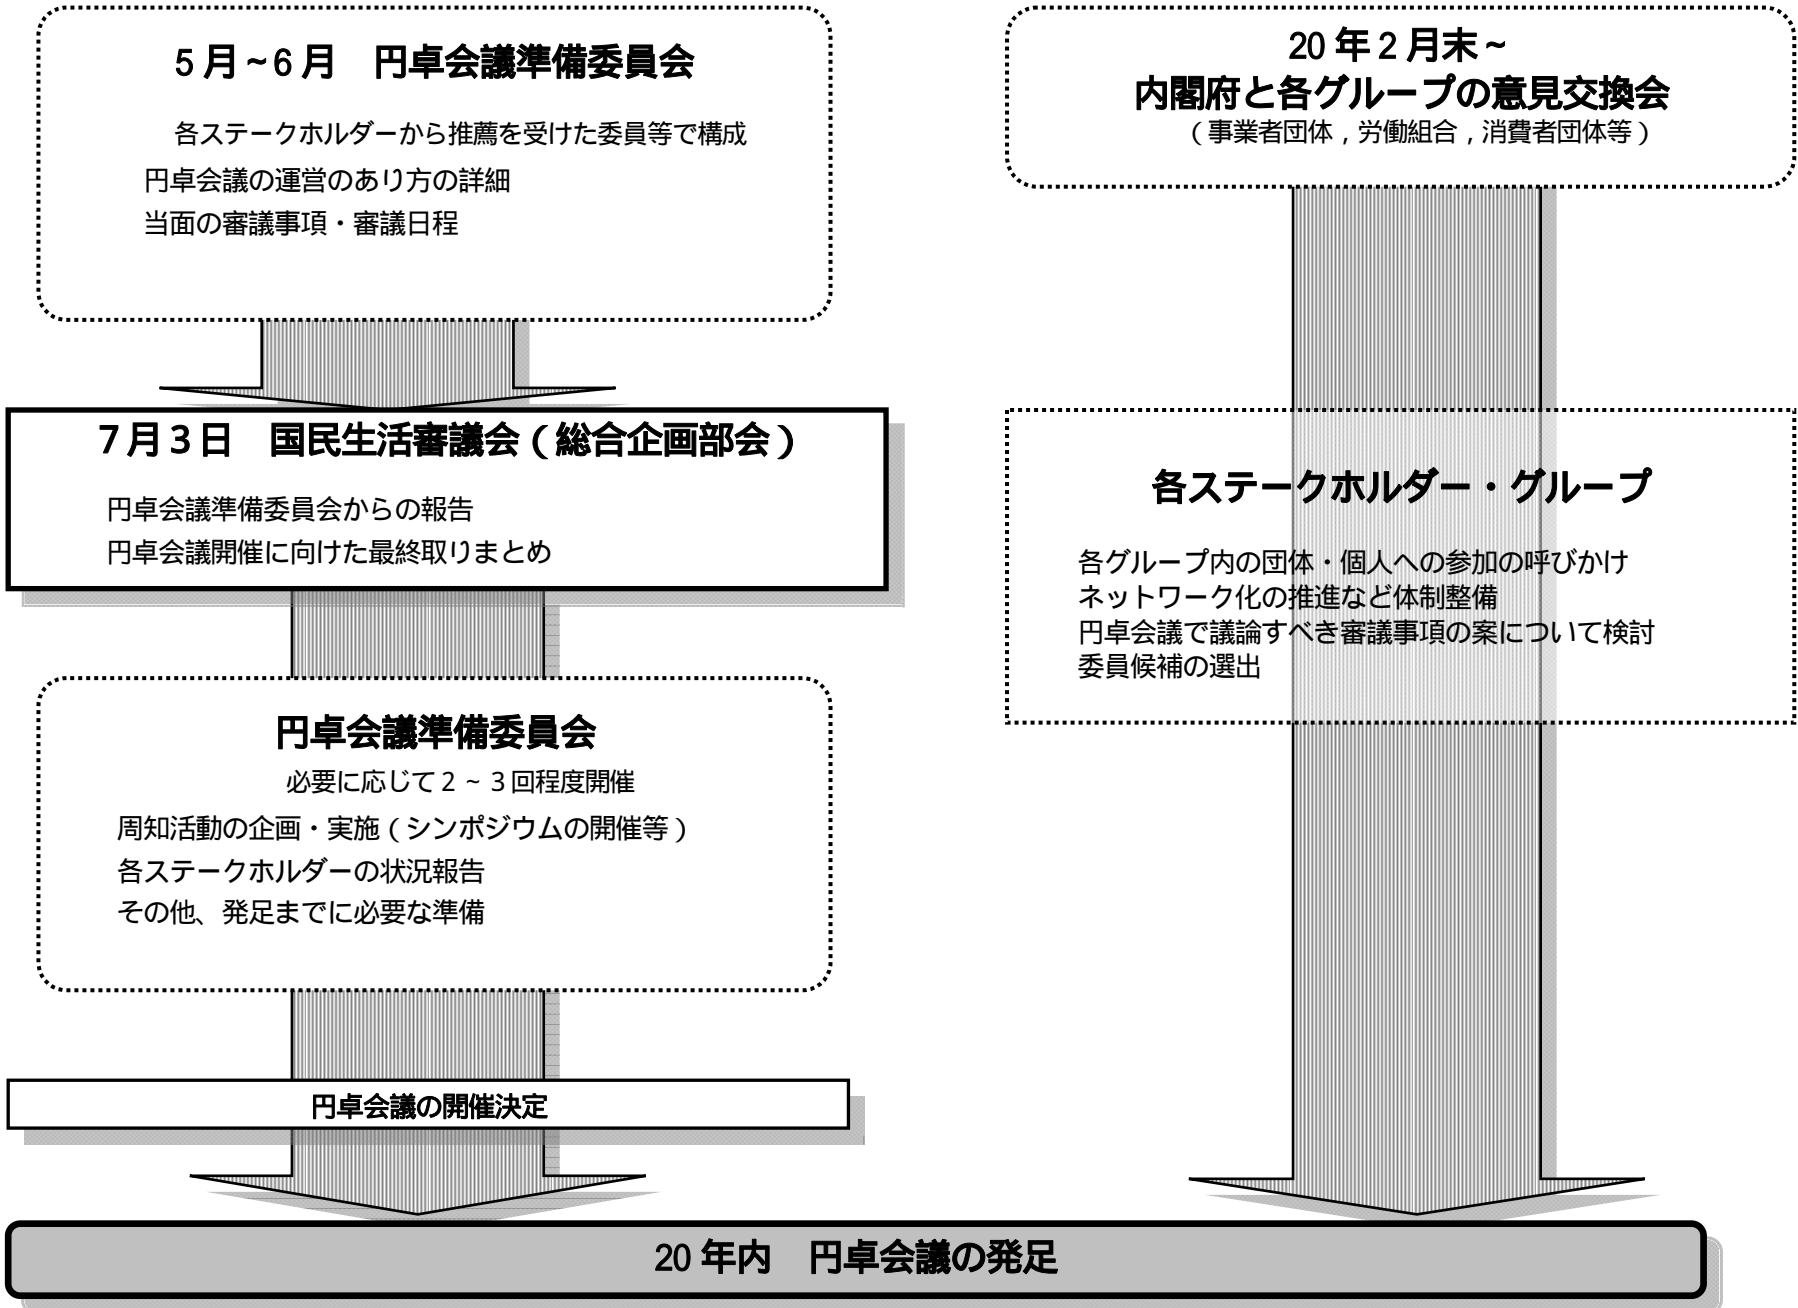 5月~6月　円卓会議準備委員会
各ステークホルダーから推薦を受けた委員等で構成
円卓会議の運営のあり方の詳細
当面の審議事項・審議日程
7月3日　国民生活審議会（総合企画部会）
円卓会議準備委員会からの報告
円卓会議開催に向けた最終取りまとめ
円卓会議準備委員会
必要に応じて2~3回程度開催
周知活動の企画・実施（シンポジウムの開催等）
各ステークホルダーの状況報告
その他、発足までに必要な準備
円卓会議の開催決定
20年2月末~
内閣府と各グループの意見交換会
（事業者団体，労働組合，消費者団体等）
各ステークホルダー・グループ
各グループ内の団体・個人への参加の呼びかけ
ネットワーク化の推進など体制整備
円卓会議で議論すべき審議事項の案について検討
委員候補の選出
20年内　円卓会議の発足